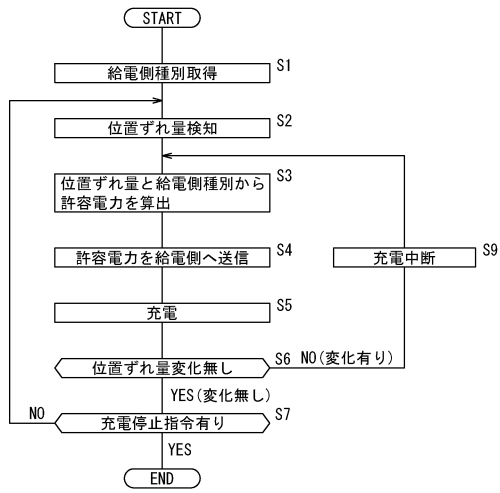 START
給電側種別取得 S1
位置ずれ量検知 S2
位置ずれ量と給電側種別から S3
許容電力を算出
許容電力を給電側へ送信 S4
充電中断 S9
充電 S5
位置ずれ量変化無し S6 NO(変化有り)
YES(変化無し)
NO 充電停止指令有り S7
YES
END